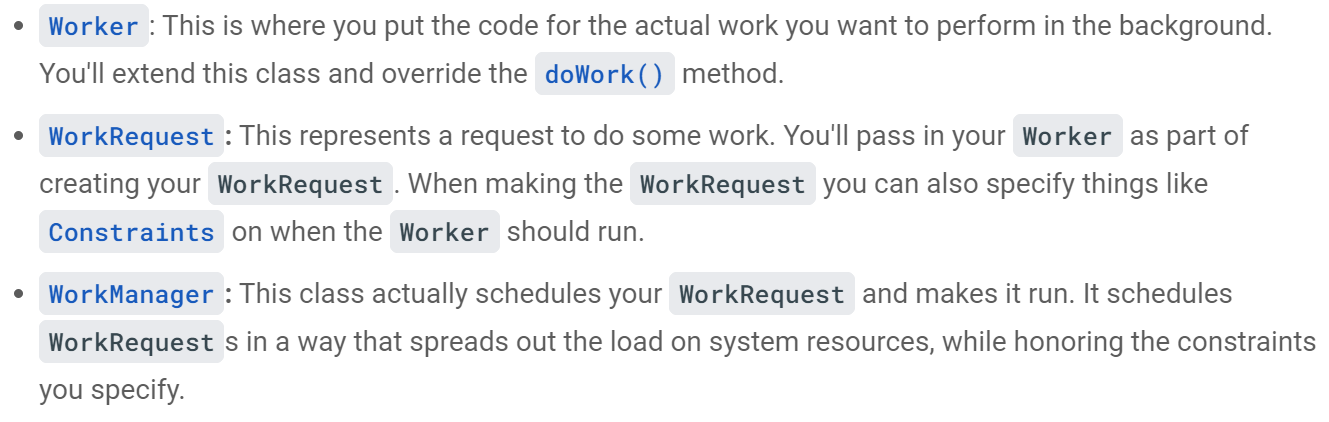 Worker: This is where you put the code for the actual work you want to perform in the background.
You'll extend this class and override the doWork() method.
WorkRequest: This represents a request to do some work. You'll pass in your Worker as part of
creating your WorkRequest. When making the WorkRequest you can also specify things like
Constraints on when the Worker should run.
WorkManager: This class actually schedules your WorkRequest and makes it run. It schedules
WorkRequests in a way that spreads out the load on system resources, while honoring the constraints
you specify.